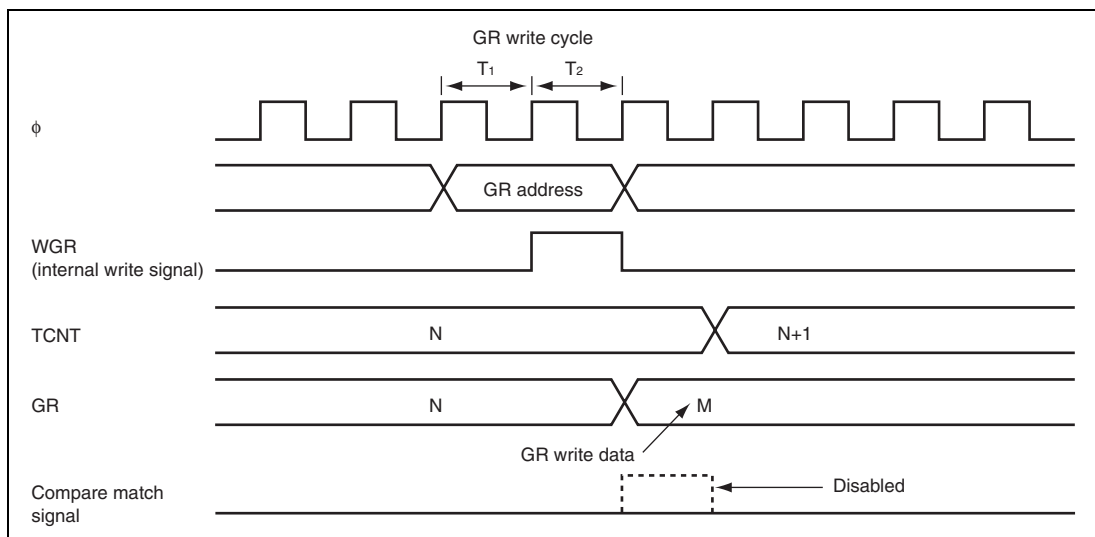 GR write cycle
T1 T2
ϕ
GR address
WGR
(internal write signal)
TCNT N N+1
GR N M
GR write data
Compare match
signal
Disabled